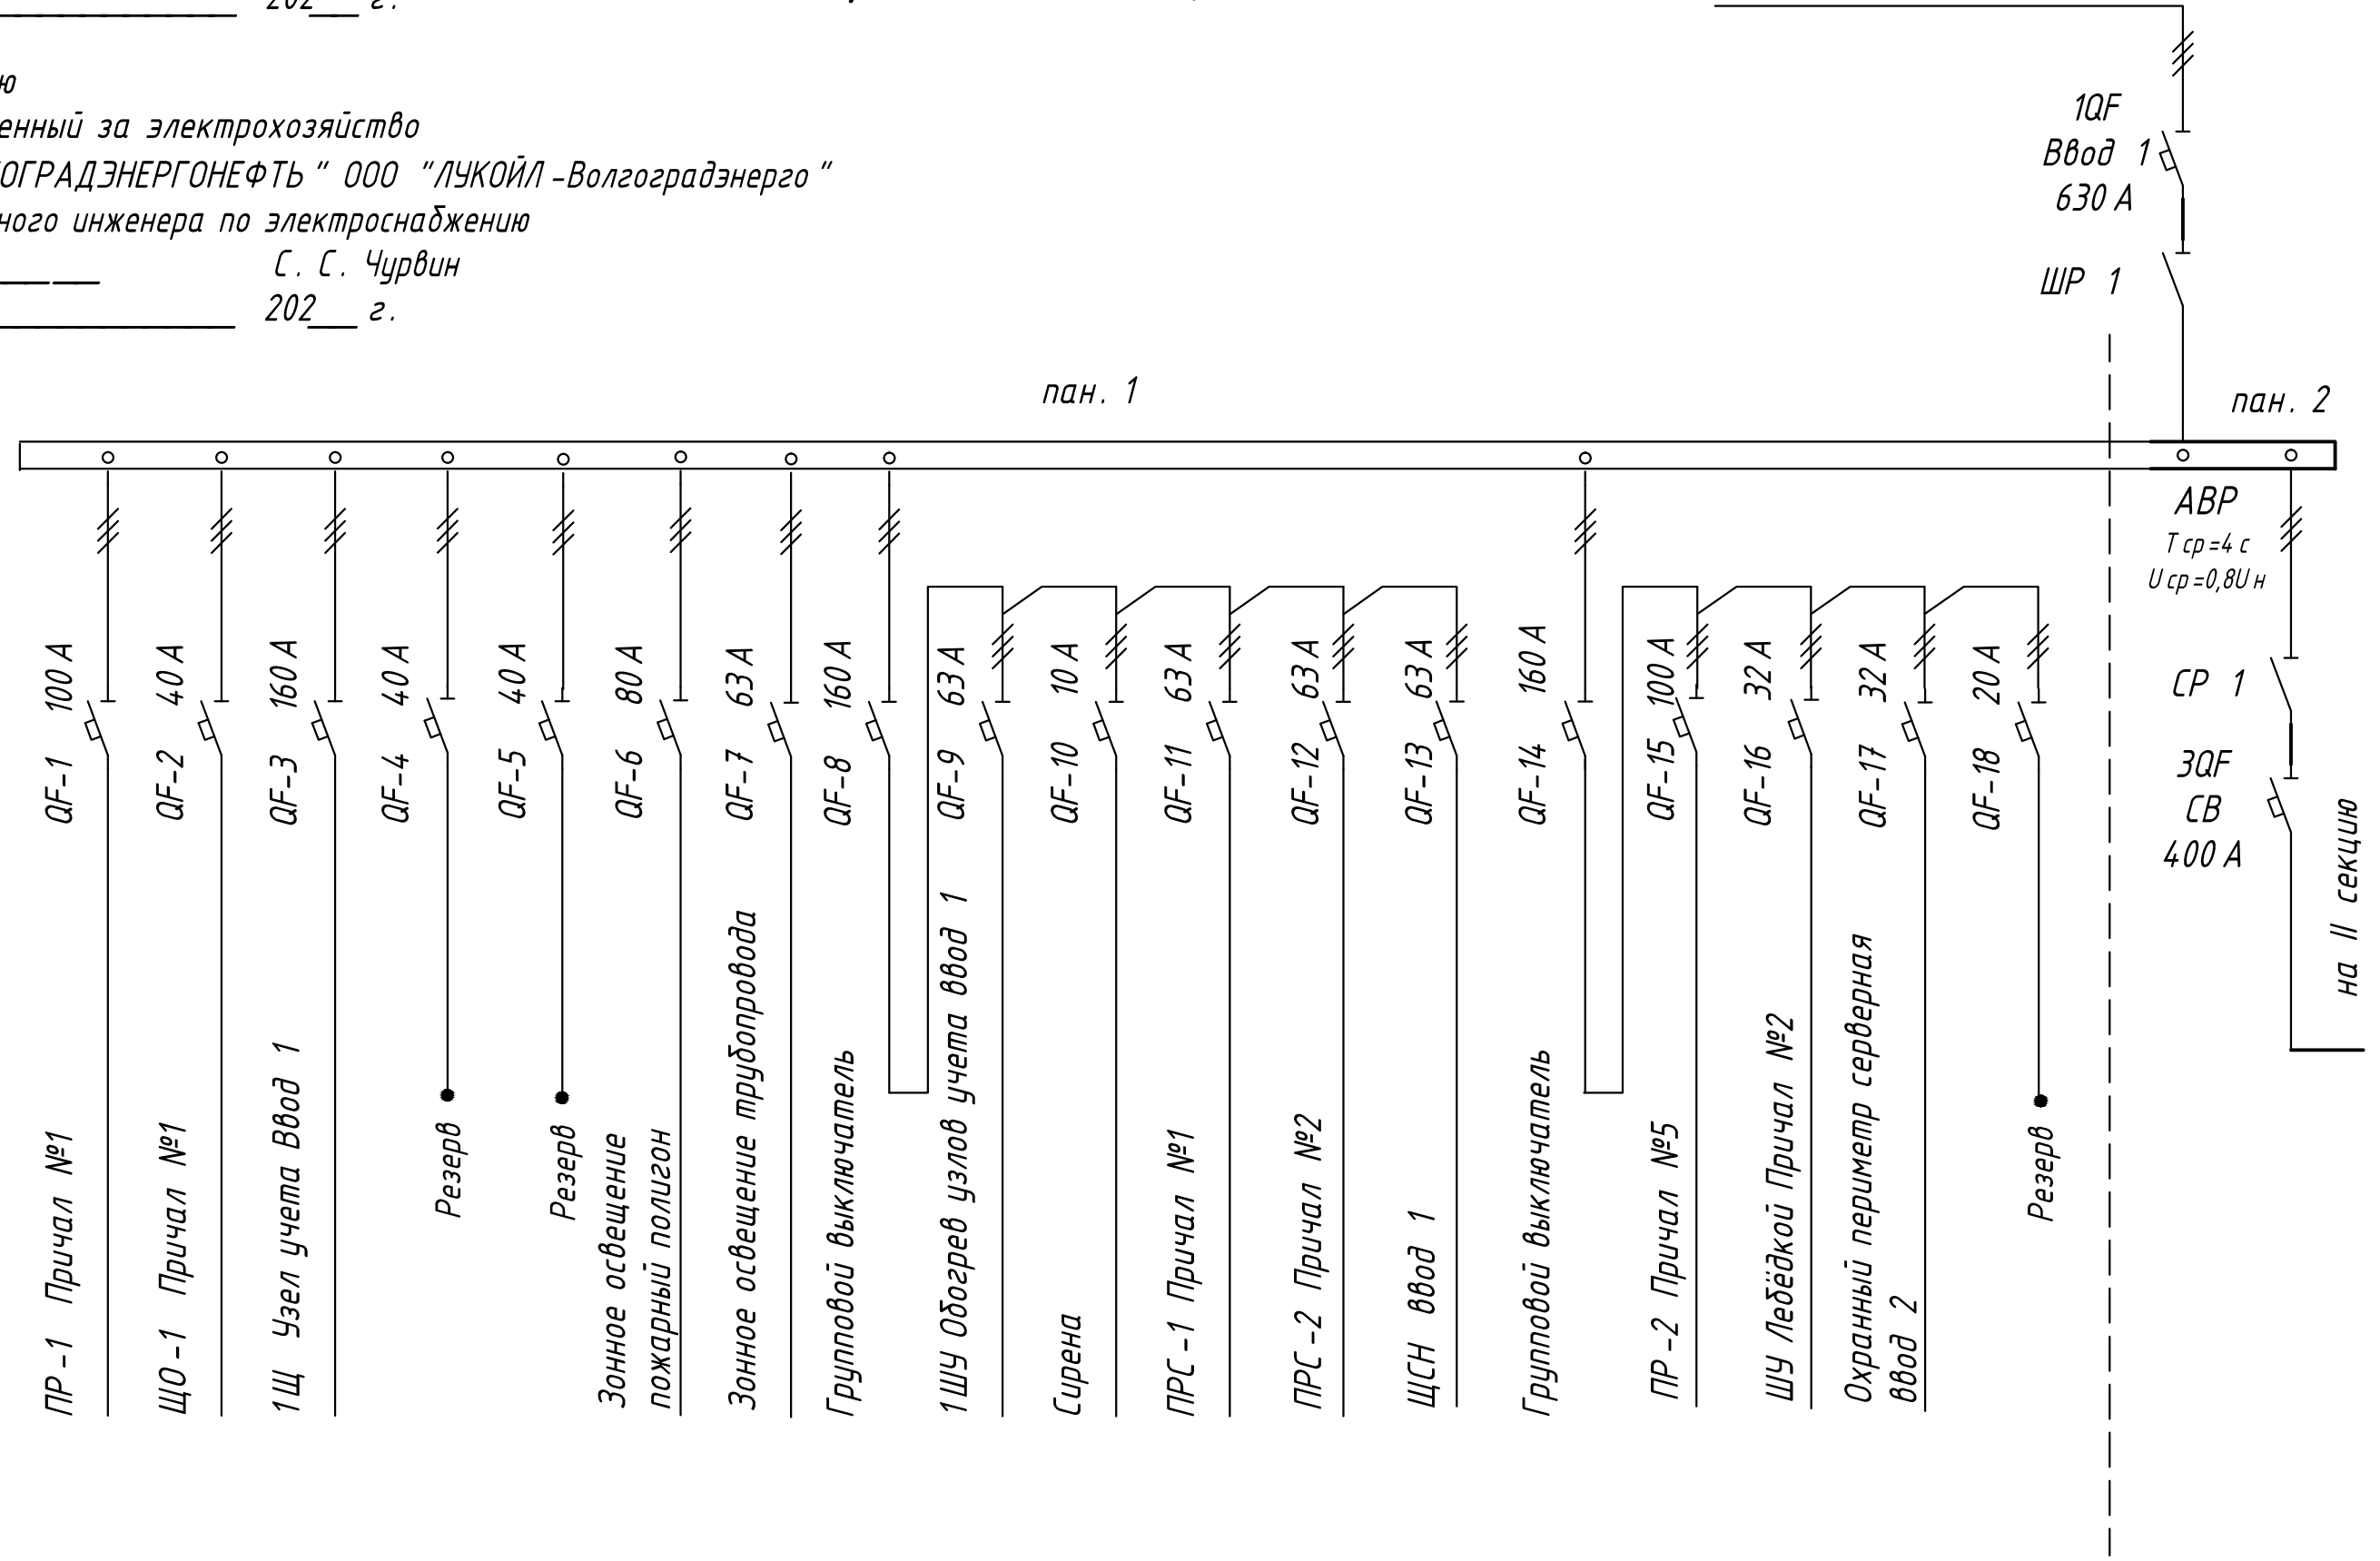 202___ г.
ю
енный за электрохозяйство
ОГРАДЭНЕРГОНЕФТЬ" ООО "ЛУКОЙЛ-Волгоградэнерго"
ного инженера по электроснабжению
С. С. Чурвин
202___ г.
1QF
Ввод 1
630 А
ШР 1
пан. 1
пан. 2
АВР
Т ср=4 с
U ср=0,8U н
СР 1
3QF
СВ
400 А
на II секцию
QF-1 100 А
ПР-1 Причал №1
QF-2 40 А
ЩО-1 Причал №1
QF-3 160 А
1Щ Узел учета Ввод 1
QF-4 40 А
Резерв
QF-5 40 А
Резерв
QF-6 80 А
Зонное освещение
пожарный полигон
QF-7 63 А
Зонное освещение трубопровода
QF-8 160 А
Групповой выключатель
QF-9 63 А
1 ШУ Обогрев узлов учета ввод 1
QF-10 10 А
Сирена
QF-11 63 А
ПРС-1 Причал №1
QF-12 63 А
ПРС-2 Причал №2
QF-13 63 А
ЩСН ввод 1
QF-14 160 А
Групповой выключатель
QF-15 100 А
ПР-2 Причал №5
QF-16 32 А
ШУ Лебёдкой Причал №2
QF-17 32 А
Охранный периметр серверная
ввод 2
QF-18 20 А
Резерв